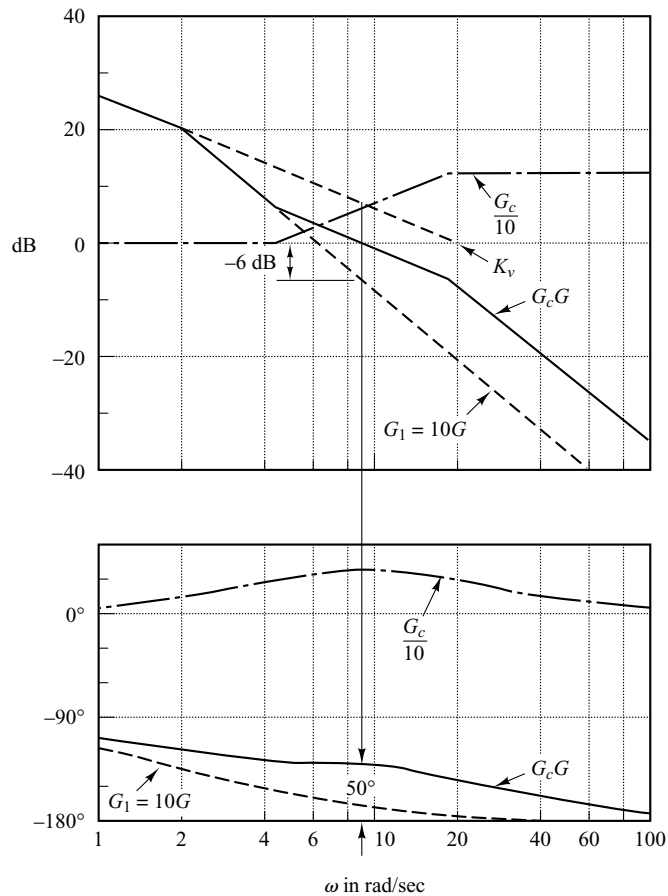 40
20
G_c/10
0
dB
–6 dB
K_v
G_cG
–20
G_1 = 10G
–40
0°
G_c/10
–90°
G_1 = 10G
50°
G_cG
–180°
1 2 4 6 10 20 40 60 100
ω in rad/sec